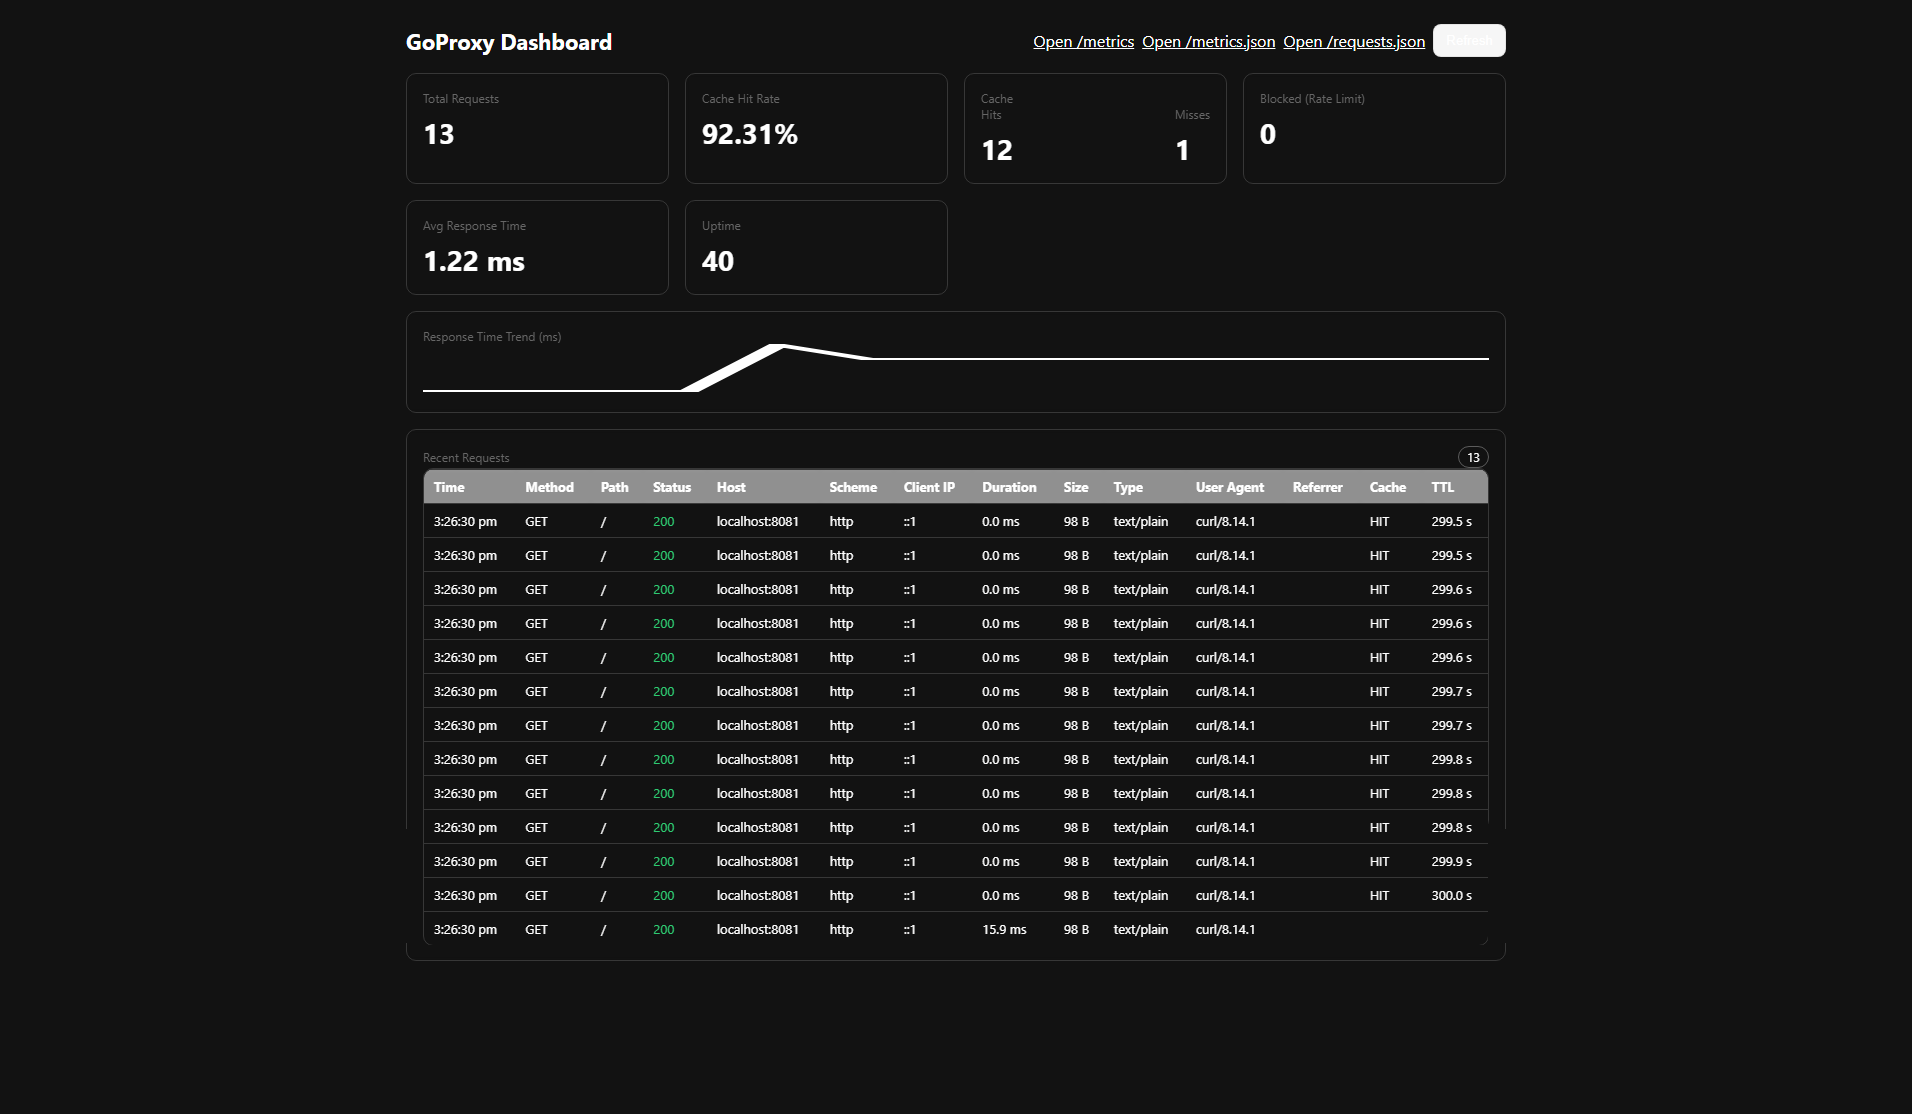 GoProxy Dashboard
Open /metrics Open /metrics.json Open /requests.json
Total Requests
13
Cache Hit Rate
92.31%
Cache
Hits Misses
12 1
Blocked (Rate Limit)
0
Avg Response Time
1.22 ms
Uptime
40
Response Time Trend (ms)
Recent Requests 13
Time Method Path Status Host Scheme Client IP Duration Size Type User Agent Referrer Cache TTL
3:26:30 pm GET / 200 localhost:8081 http ::1 0.0 ms 98 B text/plain curl/8.14.1 HIT 299.5 s
3:26:30 pm GET / 200 localhost:8081 http ::1 0.0 ms 98 B text/plain curl/8.14.1 HIT 299.5 s
3:26:30 pm GET / 200 localhost:8081 http ::1 0.0 ms 98 B text/plain curl/8.14.1 HIT 299.6 s
3:26:30 pm GET / 200 localhost:8081 http ::1 0.0 ms 98 B text/plain curl/8.14.1 HIT 299.6 s
3:26:30 pm GET / 200 localhost:8081 http ::1 0.0 ms 98 B text/plain curl/8.14.1 HIT 299.6 s
3:26:30 pm GET / 200 localhost:8081 http ::1 0.0 ms 98 B text/plain curl/8.14.1 HIT 299.7 s
3:26:30 pm GET / 200 localhost:8081 http ::1 0.0 ms 98 B text/plain curl/8.14.1 HIT 299.7 s
3:26:30 pm GET / 200 localhost:8081 http ::1 0.0 ms 98 B text/plain curl/8.14.1 HIT 299.8 s
3:26:30 pm GET / 200 localhost:8081 http ::1 0.0 ms 98 B text/plain curl/8.14.1 HIT 299.8 s
3:26:30 pm GET / 200 localhost:8081 http ::1 0.0 ms 98 B text/plain curl/8.14.1 HIT 299.8 s
3:26:30 pm GET / 200 localhost:8081 http ::1 0.0 ms 98 B text/plain curl/8.14.1 HIT 299.9 s
3:26:30 pm GET / 200 localhost:8081 http ::1 0.0 ms 98 B text/plain curl/8.14.1 HIT 300.0 s
3:26:30 pm GET / 200 localhost:8081 http ::1 15.9 ms 98 B text/plain curl/8.14.1